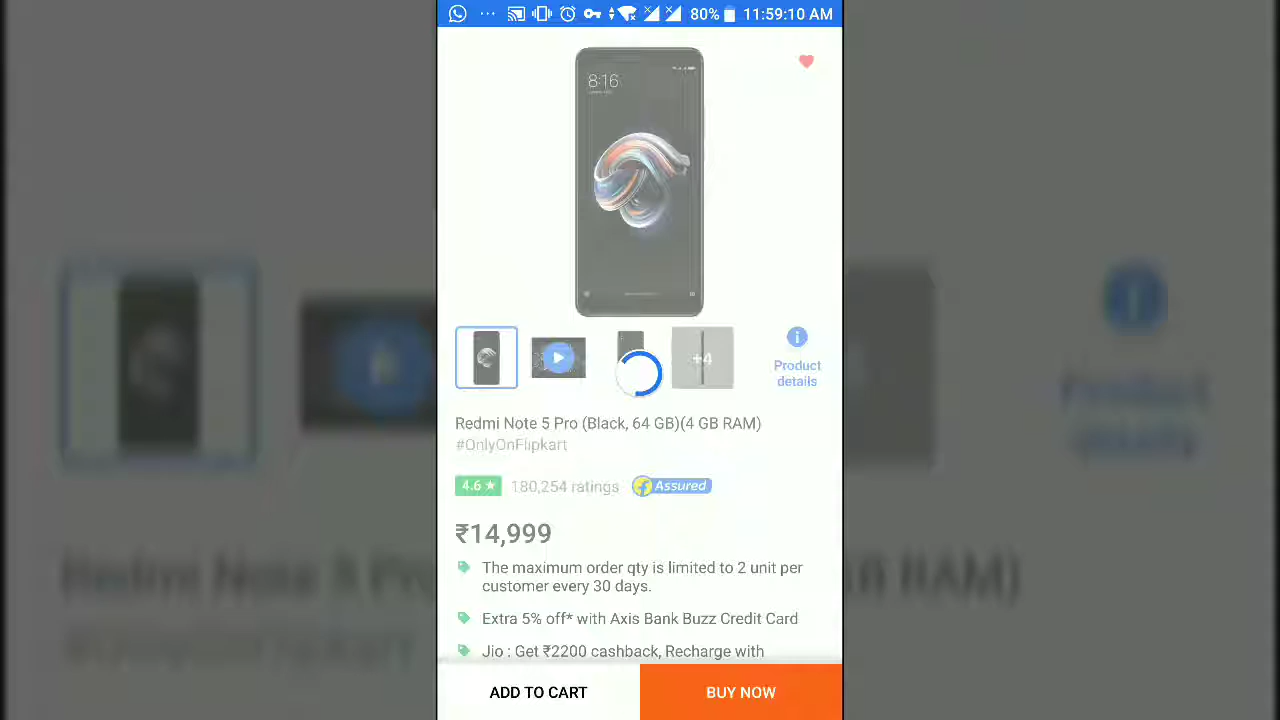 80% 11:59:10 AM
8:16
+4
Product
details
Redmi Note 5 Pro (Black, 64 GB)(4 GB RAM)
#OnlyOnFlipkart
4.6 ★ 180,254 ratings Assured
₹14,999
The maximum order qty is limited to 2 unit per
customer every 30 days.
Extra 5% off* with Axis Bank Buzz Credit Card
Jio : Get ₹2200 cashback, Recharge with
ADD TO CART BUY NOW